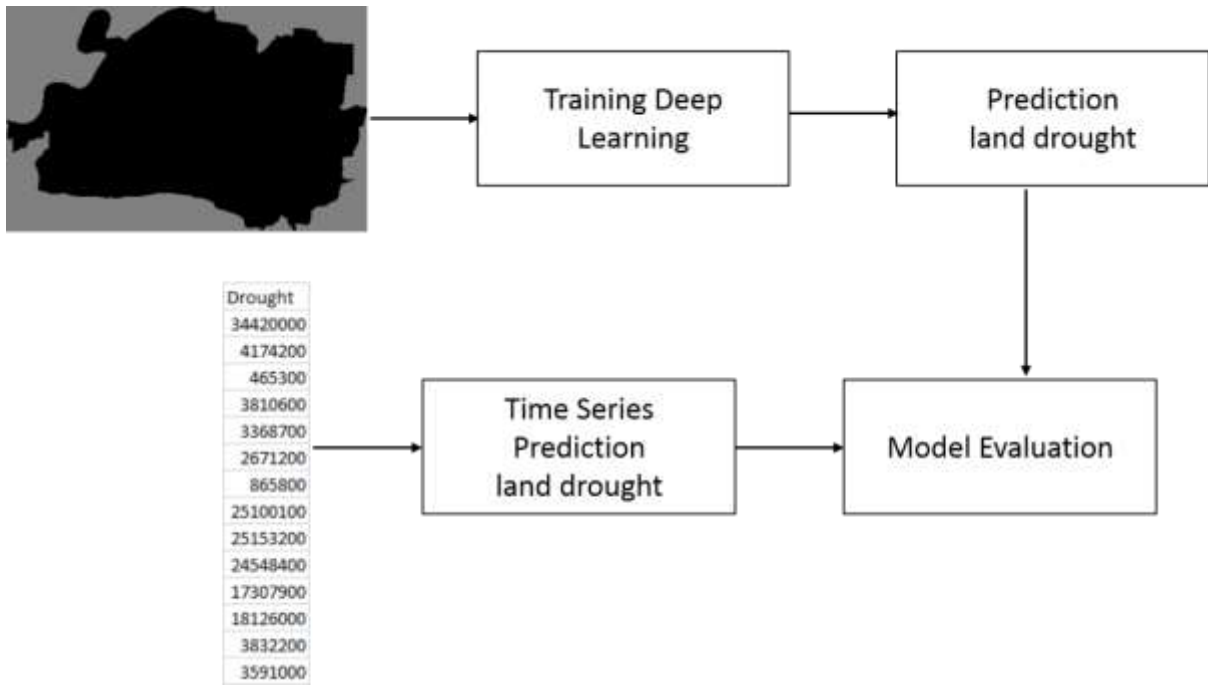 Training Deep
Learning
Prediction
land drought
Drought
34420000
4174200
465300
3810600
3368700
2671200
865800
25100100
25153200
24548400
17307900
18126000
3832200
3591000
Time Series
Prediction
land drought
Model Evaluation